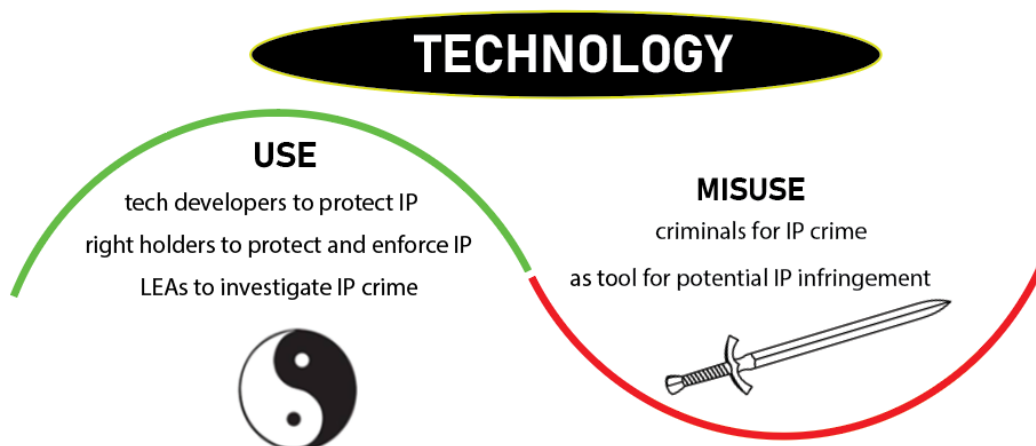 TECHNOLOGY
USE
tech developers to protect IP
right holders to protect and enforce IP
LEAs to investigate IP crime
MISUSE
criminals for IP crime
as tool for potential IP infringement